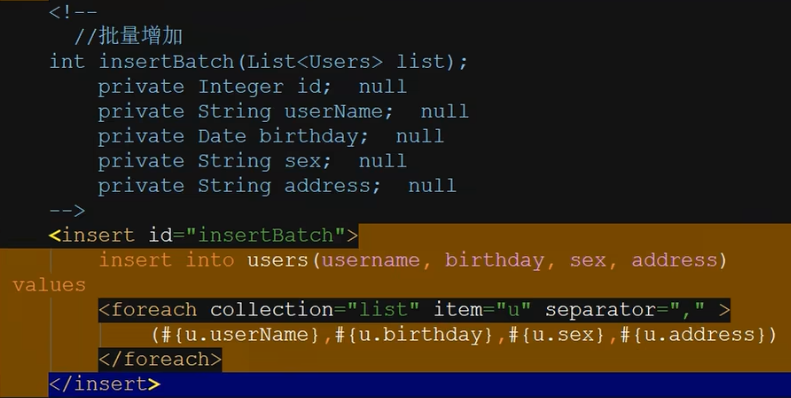 <!--
//批量增加
int insertBatch(List<Users> list);
private Integer id;  null
private String userName;  null
private Date birthday;  null
private String sex;  null
private String address;  null
-->
<insert id="insertBatch">
insert into users(username, birthday, sex, address)
values
<foreach collection="list" item="u" separator="," >
(#{u.userName},#{u.birthday},#{u.sex},#{u.address})
</foreach>
</insert>